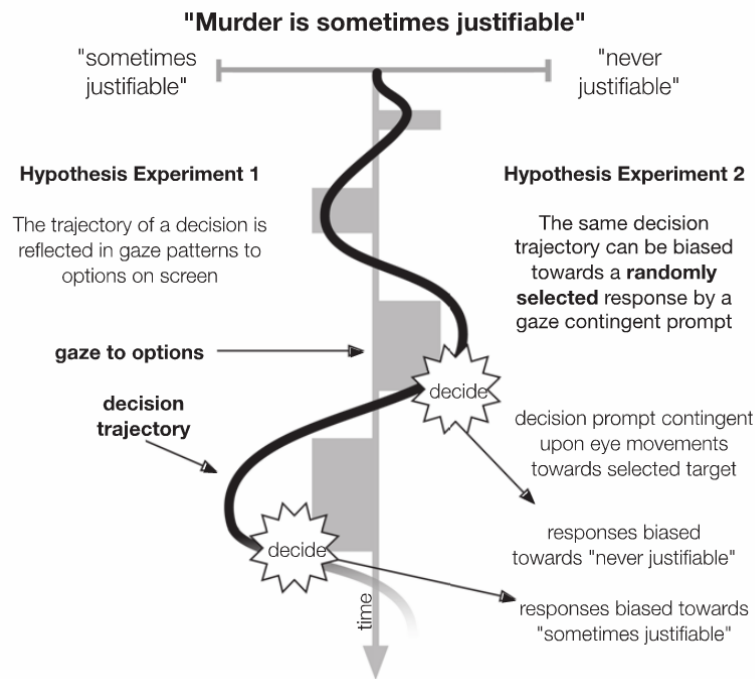 "Murder is sometimes justifiable"
"sometimes
justifiable"
"never
justifiable"
Hypothesis Experiment 1
The trajectory of a decision is
reflected in gaze patterns to
options on screen
Hypothesis Experiment 2
The same decision
trajectory can be biased
towards a randomly
selected response by a
gaze contingent prompt
gaze to options
decision
trajectory
decide
decision prompt contingent
upon eye movements
towards selected target
responses biased
towards "never justifiable"
decide
responses biased towards
"sometimes justifiable"
time